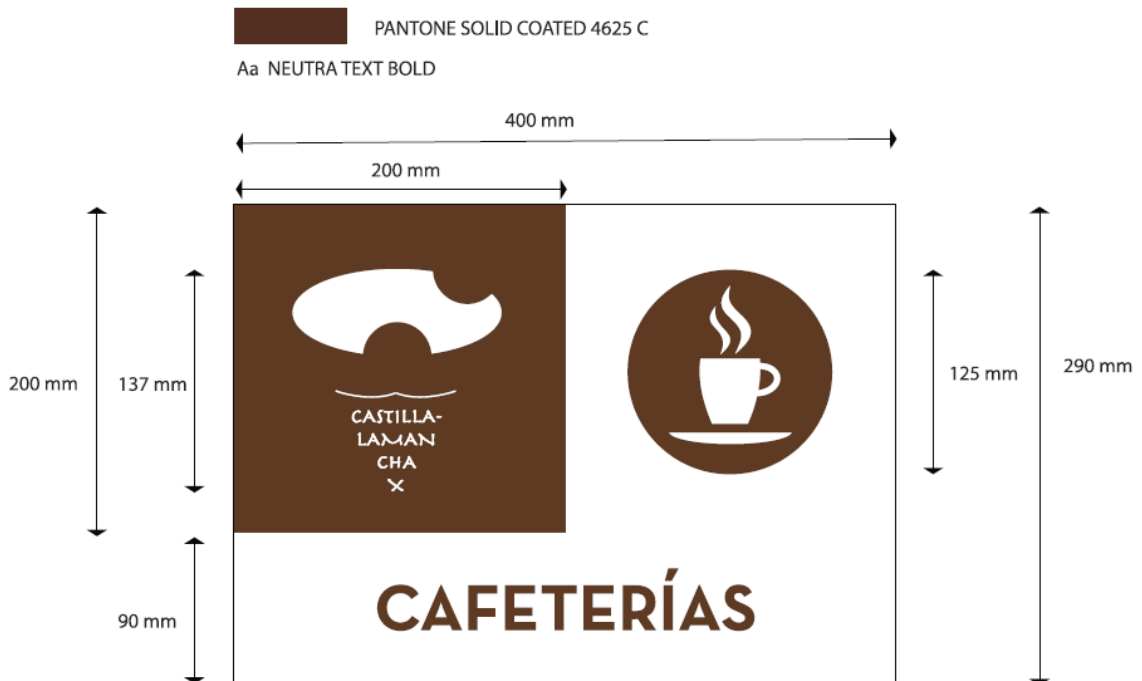 PANTONE SOLID COATED 4625 C
Aa NEUTRA TEXT BOLD
400 mm
200 mm
200 mm
137 mm
125 mm
290 mm
CASTILLA-
LAMAN
CHA
X
CAFETERÍAS
90 mm